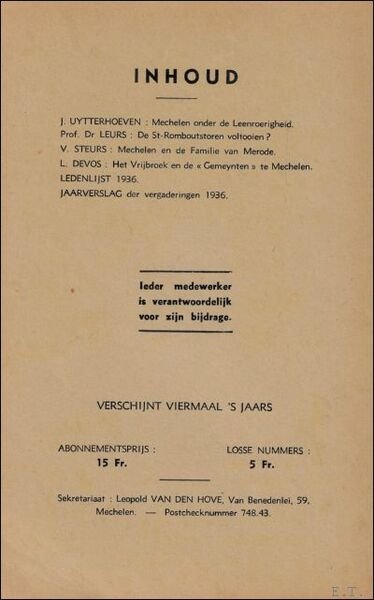 INHOUD
J. UYTTERHOEVEN : Mechelen onder de Leenroerigheid.
Prof. Dr LEURS : De St-Romboutstoren voltooien ?
V. STEURS : Mechelen en de Familie van Merode.
L. DEVOS : Het Vrijbroek en de « Gemeynten » te Mechelen.
LEDENLIJST 1936.
JAARVERSLAG der vergaderingen 1936.
Ieder medewerker
is verantwoordelijk
voor zijn bijdrage.
VERSCHIJNT VIERMAAL 'S JAARS
ABONNEMENTSPRIJS :
15 Fr.
LOSSE NUMMERS :
5 Fr.
Sekretariaat : Leopold VAN DEN HOVE, Van Benedenlei, 59,
Mechelen. — Postchecknummer 748.43.
E.T.